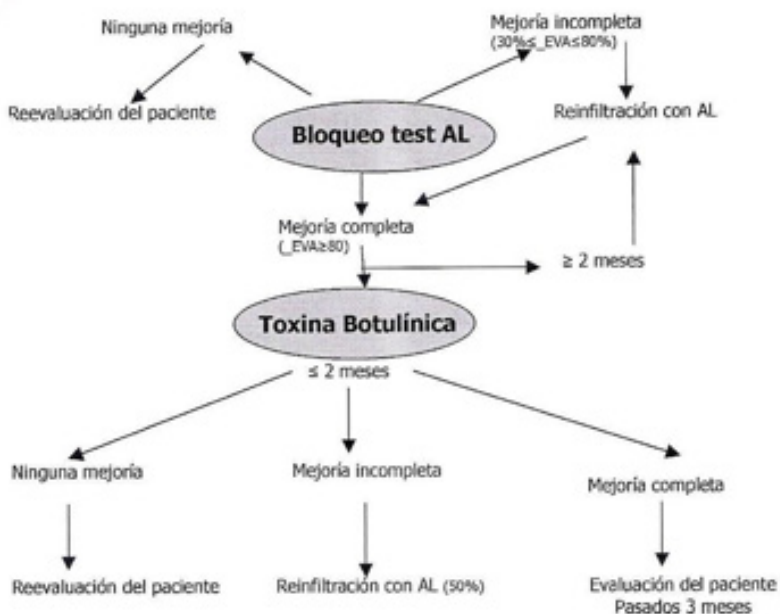 Ninguna mejoría
Mejoría incompleta
(30%≤_EVA≤80%)
Reevaluación del paciente
Bloqueo test AL
Reinfiltración con AL
Mejoría completa
(_EVA≥80)
≥ 2 meses
Toxina Botulínica
≤ 2 meses
Ninguna mejoría
Mejoría incompleta
Mejoría completa
Reevaluación del paciente
Reinfiltración con AL (50%)
Evaluación del paciente
Pasados 3 meses